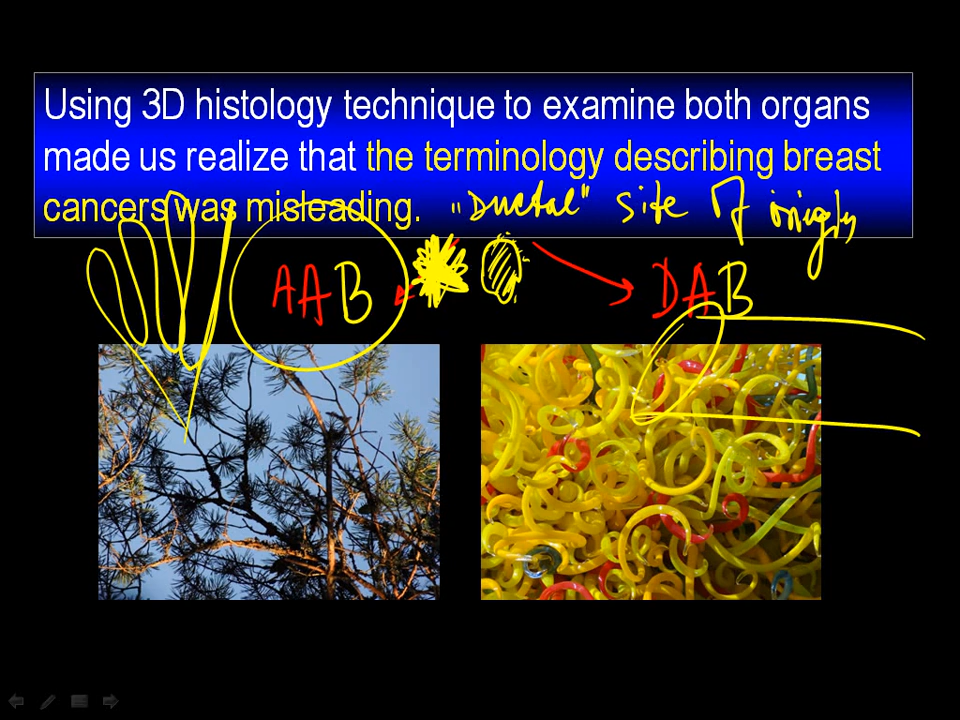 Using 3D histology technique to examine both organs
made us realize that the terminology describing breast
cancers was misleading. "Ductal" site of
AAB DAB